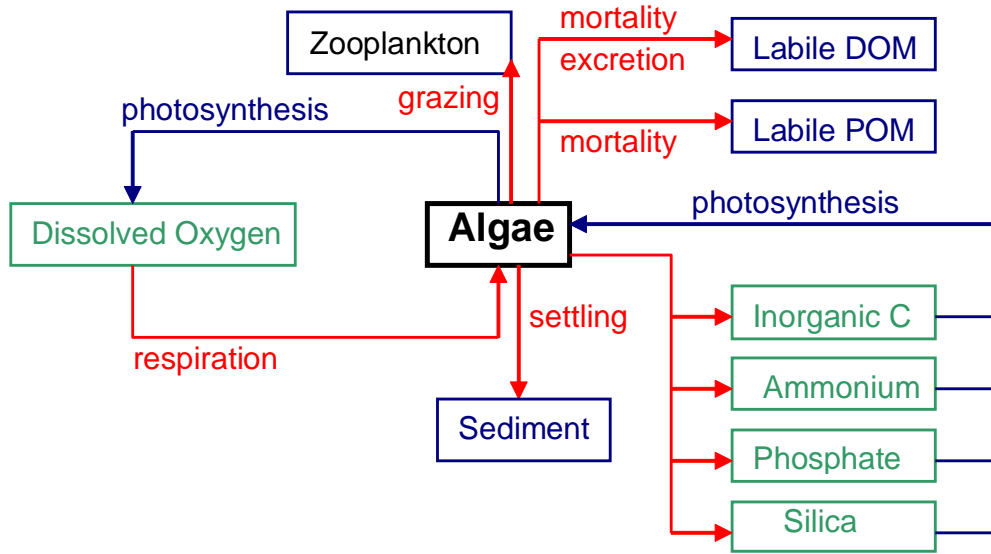 mortality
Zooplankton
excretion
Labile DOM
grazing
photosynthesis
mortality
Labile POM
photosynthesis
Dissolved Oxygen
Algae
settling
Inorganic C
respiration
Ammonium
Sediment
Phosphate
Silica